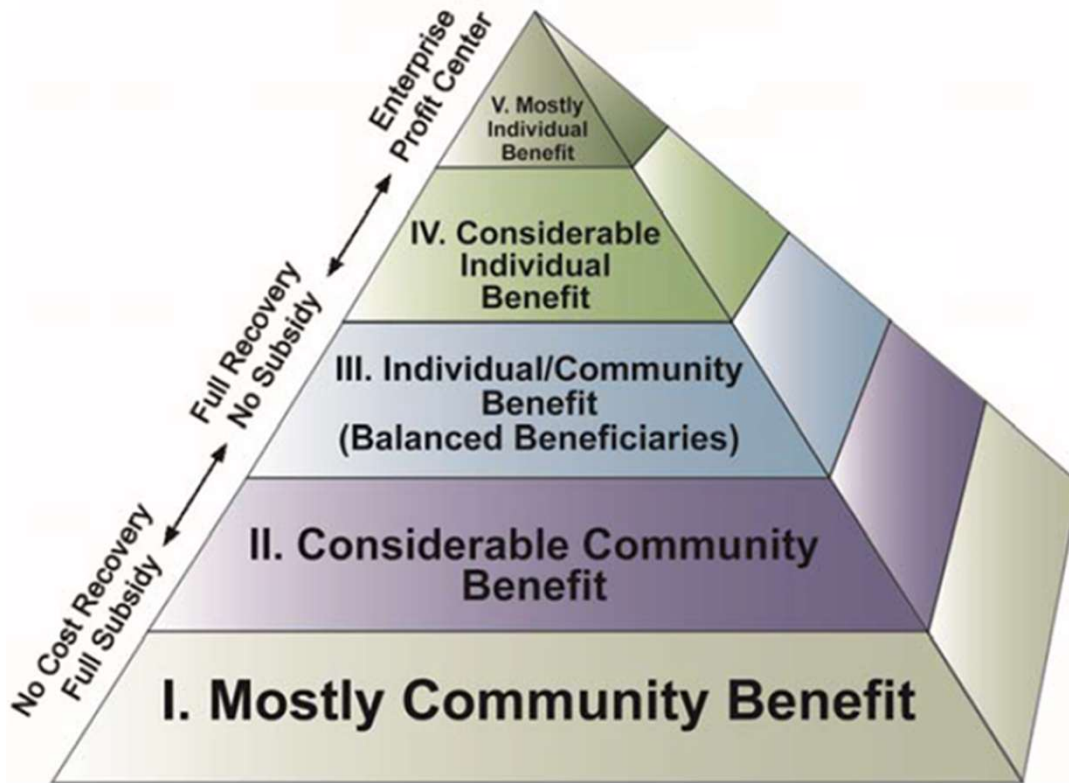 Enterprise
Profit Center
V. Mostly
Individual
Benefit
IV. Considerable
Individual
Benefit
Full Recovery
No Subsidy
III. Individual/Community
Benefit
(Balanced Beneficiaries)
II. Considerable Community
Benefit
No Cost Recovery
Full Subsidy
I. Mostly Community Benefit